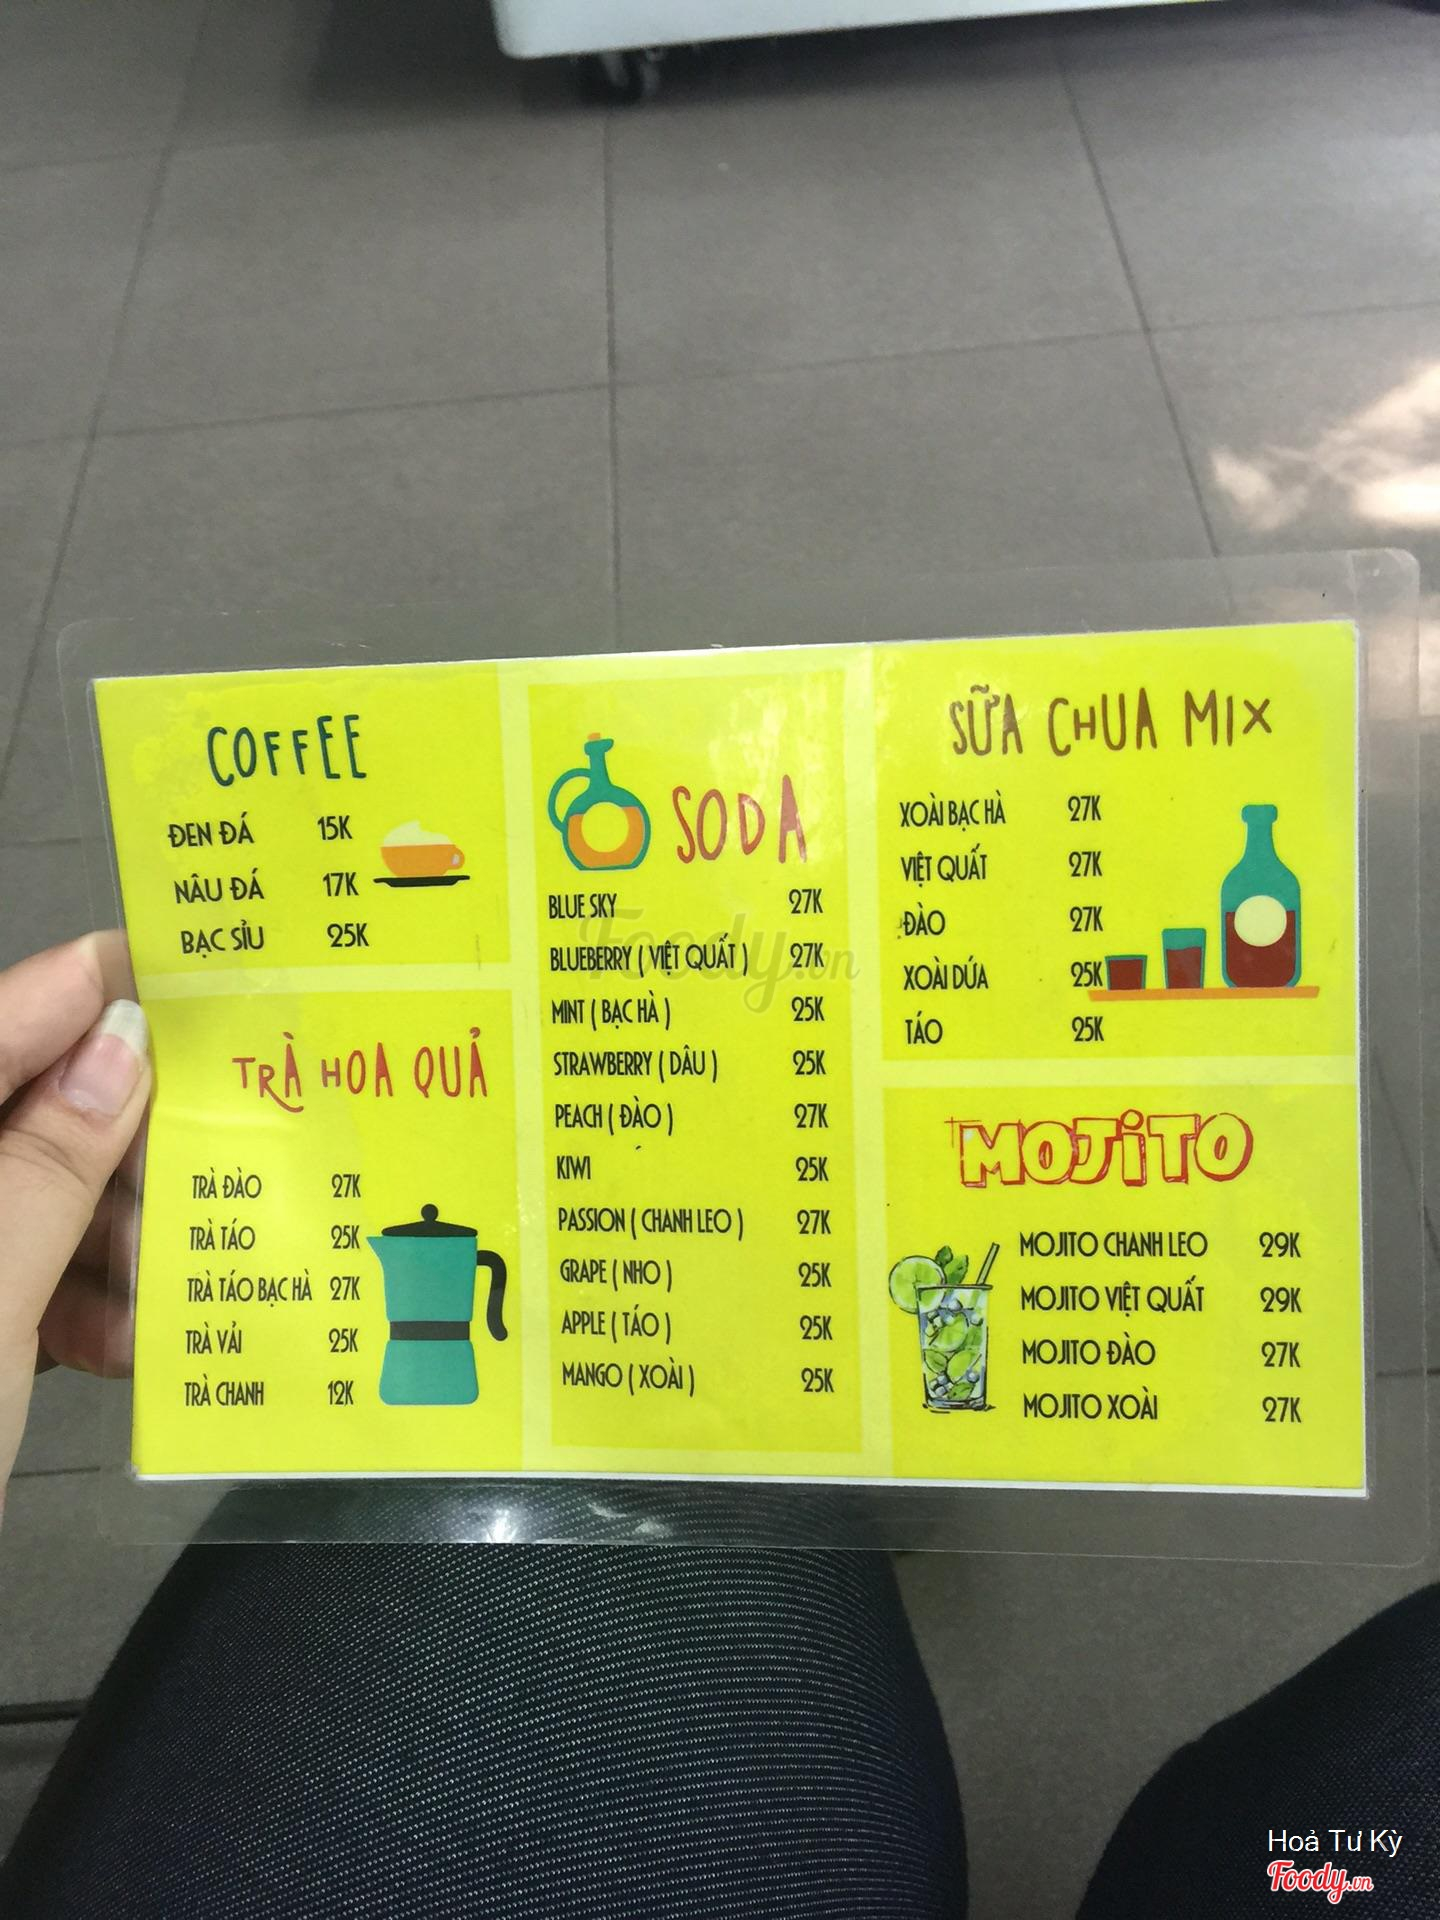 COFFEE
ĐEN ĐÁ 15K
NÂU ĐÁ 17K
BẠC SỈU 25K
TRÀ HOA QUẢ
TRÀ ĐÀO 27K
TRÀ TÁO 25K
TRÀ TÁO BẠC HÀ 27K
TRÀ VẢI 25K
TRÀ CHANH 12K
SODA
BLUE SKY 27K
BLUEBERRY ( VIỆT QUẤT ) 27K
MINT ( BẠC HÀ ) 25K
STRAWBERRY ( DÂU ) 25K
PEACH ( ĐÀO ) 27K
KIWI 25K
PASSION ( CHANH LEO ) 27K
GRAPE ( NHO ) 25K
APPLE ( TÁO ) 25K
MANGO ( XOÀI ) 25K
SỮA CHUA MIX
XOÀI BẠC HÀ 27K
VIỆT QUẤT 27K
ĐÀO 27K
XOÀI DỨA 25K
TÁO 25K
MOJITO
MOJITO CHANH LEO 29K
MOJITO VIỆT QUẤT 29K
MOJITO ĐÀO 27K
MOJITO XOÀI 27K
Foody.vn
Hoả Tư Kỳ
Foody.vn